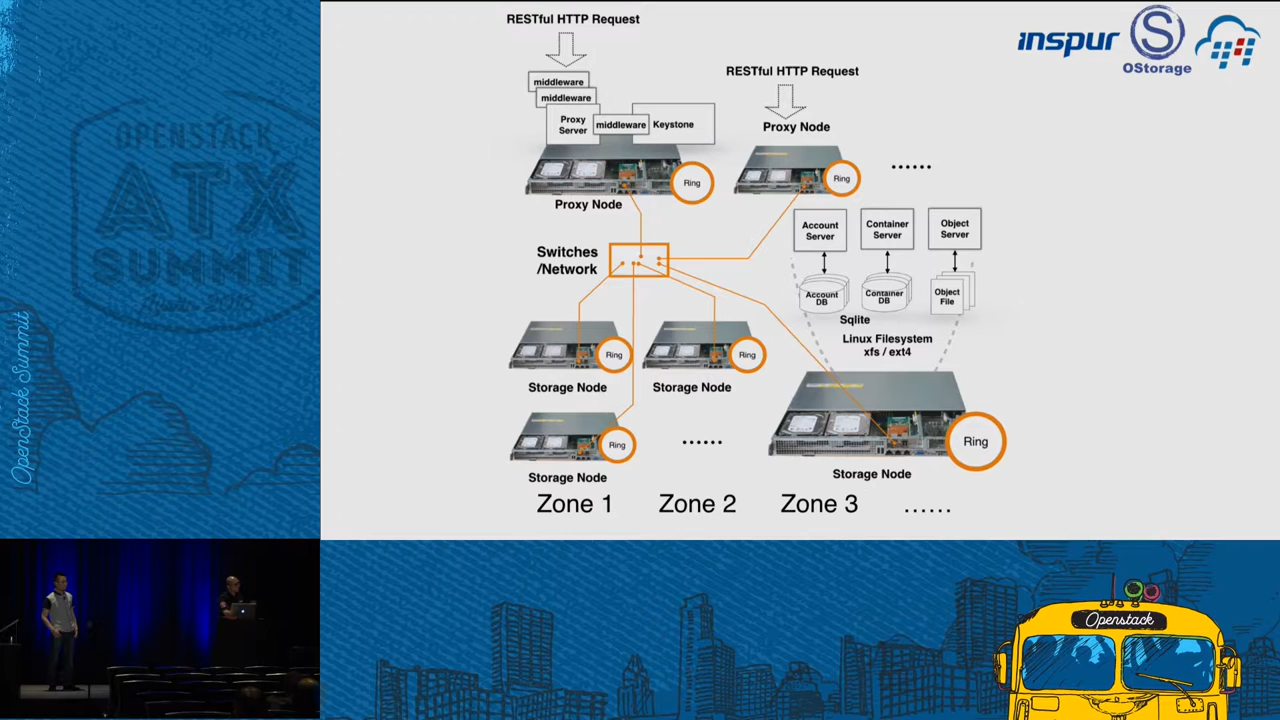 RESTful HTTP Request
middleware
middleware
Proxy
Server
middleware
Keystone
Ring
Proxy Node
RESTful HTTP Request
Proxy Node
Ring
......
inspur
S
OStorage
Switches
/Network
Account
Server
Container
Server
Object
Server
Account
DB
Container
DB
Object
File
Sqlite
Linux Filesystem
xfs / ext4
Ring
Storage Node
Ring
Storage Node
Ring
Storage Node
......
Ring
Storage Node
Zone 1
Zone 2
Zone 3
......
OPENSTACK
ATX
OpenStack Summit
Openstack